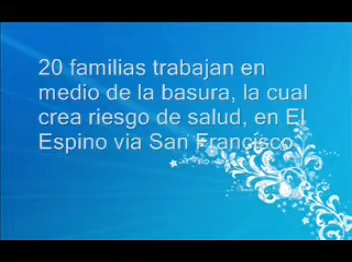 20 familias trabajan en
medio de la basura, la cual
crea riesgo de salud, en El
Espino via San Francisco